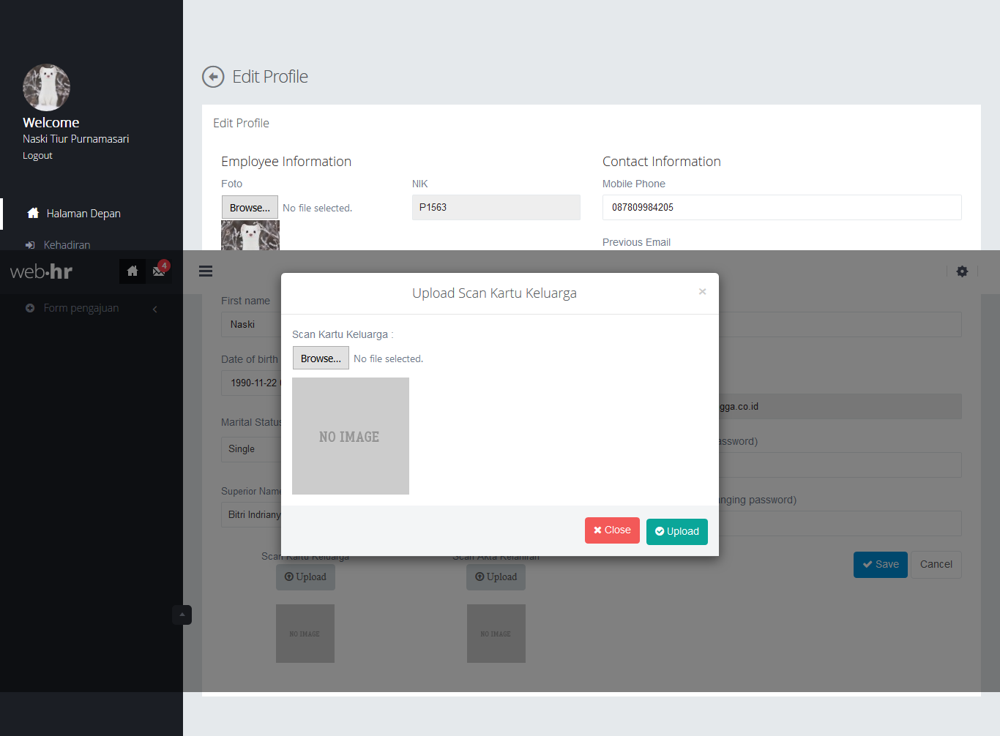 Edit Profile
Welcome
Naski Tiur Purnamasari
Logout
Halaman Depan
Kehadiran
web·hr
4
Form pengajuan
Edit Profile
Employee Information
Contact Information
Foto
NIK
Mobile Phone
Browse...
No file selected.
P1563
087809984205
Previous Email
First name
Naski
Date of birth
1990-11-22
gga.co.id
Marital Status
Single
assword)
Superior Name
Bitri Indriany
nging password)
Upload Scan Kartu Keluarga
×
Scan Kartu Keluarga :
Browse...
No file selected.
NO IMAGE
Close
Upload
Scan Kartu Keluarga
Scan Akta Kelahiran
Upload
Upload
Save
Cancel
NO IMAGE
NO IMAGE